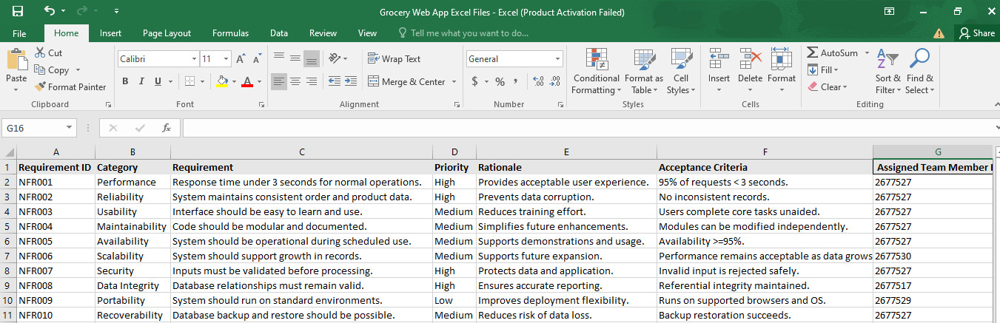 Grocery Web App Excel Files - Excel (Product Activation Failed)
File Home Insert Page Layout Formulas Data Review View Tell me what you want to do... Share
Paste Cut Copy Format Painter Clipboard
Calibri 11 A A B I U A Font
Wrap Text Merge & Center Alignment
General $ % , .0 .00 Number
Conditional Formatting Format as Table Cell Styles Styles
Insert Delete Format Cells
AutoSum Fill Clear Sort & Filter Find & Select Editing
G16 fx
A B C D E F G
1 Requirement ID Category Requirement Priority Rationale Acceptance Criteria Assigned Team Member
2 NFR001 Performance Response time under 3 seconds for normal operations. High Provides acceptable user experience. 95% of requests < 3 seconds. 2677527
3 NFR002 Reliability System maintains consistent order and product data. High Prevents data corruption. No inconsistent records. 2677527
4 NFR003 Usability Interface should be easy to learn and use. Medium Reduces training effort. Users complete core tasks unaided. 2677527
5 NFR004 Maintainability Code should be modular and documented. Medium Simplifies future enhancements. Modules can be modified independently. 2677527
6 NFR005 Availability System should be operational during scheduled use. Medium Supports demonstrations and usage. Availability >=95%. 2677527
7 NFR006 Scalability System should support growth in records. Medium Supports future expansion. Performance remains acceptable as data grows 2677530
8 NFR007 Security Inputs must be validated before processing. High Protects data and application. Invalid input is rejected safely. 2677527
9 NFR008 Data Integrity Database relationships must remain valid. High Ensures accurate reporting. Referential integrity maintained. 2677517
10 NFR009 Portability System should run on standard environments. Low Improves deployment flexibility. Runs on supported browsers and OS. 2677529
11 NFR010 Recoverability Database backup and restore should be possible. Medium Reduces risk of data loss. Backup restoration succeeds. 2677527